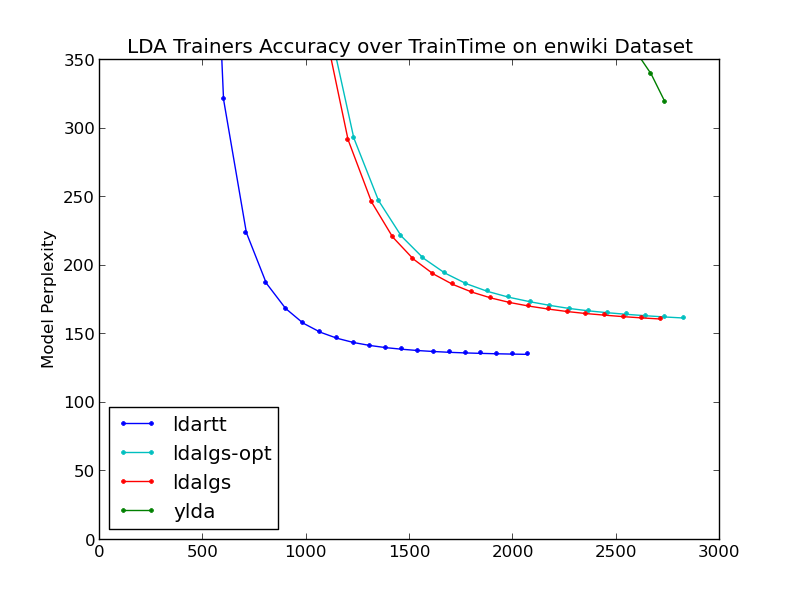 LDA Trainers Accuracy over TrainTime on enwiki Dataset
350
300
250
200
150
100
50
0
Model Perplexity
ldartt
ldalgs-opt
ldalgs
ylda
0 500 1000 1500 2000 2500 3000